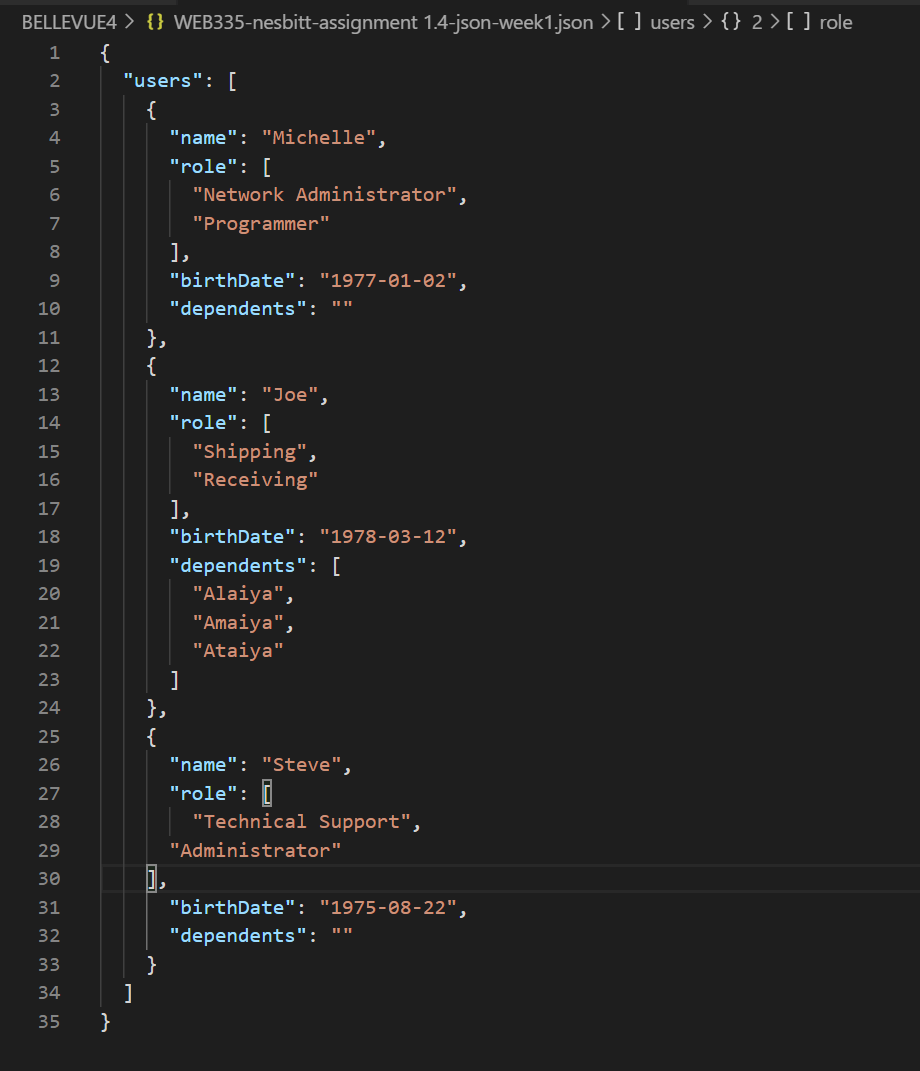 BELLEVUE4 > {} WEB335-nesbitt-assignment 1.4-json-week1.json > [ ] users > {} 2 > [ ] role
1 {
2   "users": [
3     {
4       "name": "Michelle",
5       "role": [
6         "Network Administrator",
7         "Programmer"
8       ],
9       "birthDate": "1977-01-02",
10       "dependents": ""
11     },
12     {
13       "name": "Joe",
14       "role": [
15         "Shipping",
16         "Receiving"
17       ],
18       "birthDate": "1978-03-12",
19       "dependents": [
20         "Alaiya",
21         "Amaiya",
22         "Ataiya"
23       ]
24     },
25     {
26       "name": "Steve",
27       "role": [
28         "Technical Support",
29       "Administrator"
30     ],
31       "birthDate": "1975-08-22",
32       "dependents": ""
33     }
34   ]
35 }